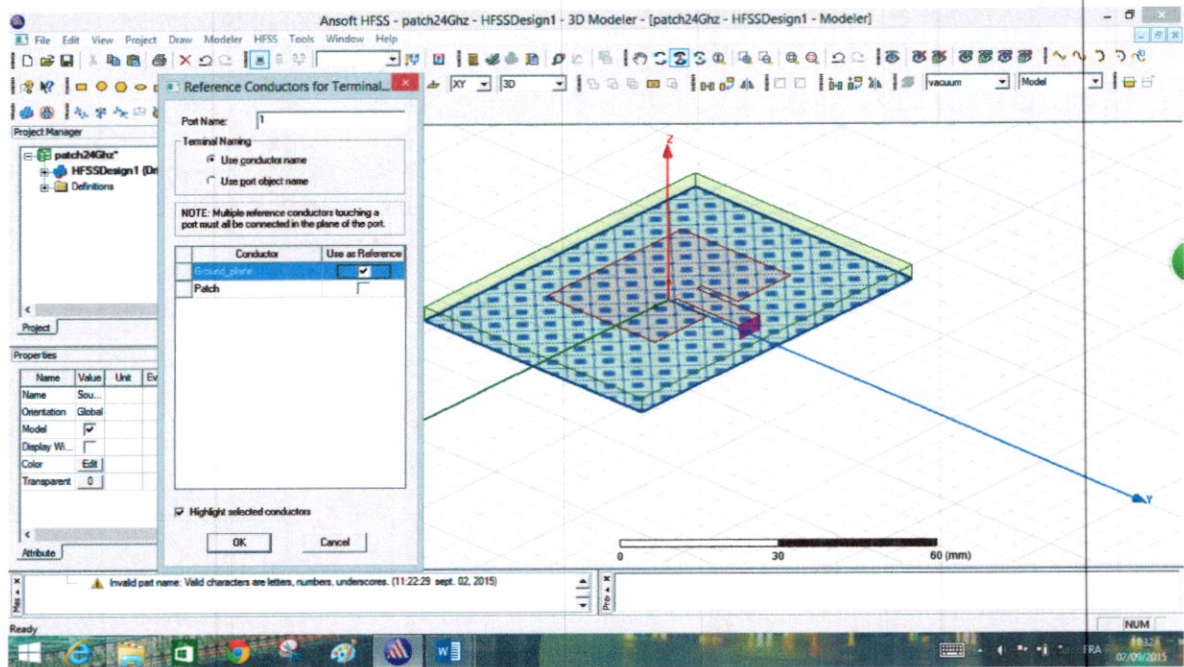 Ansoft HFSS - patch24Ghz - HFSSDesign1 - 3D Modeler - [patch24Ghz - HFSSDesign1 - Modeler]
File Edit View Project Draw Modeler HFSS Tools Window Help
XY 3D vacuum Model
Project Manager
patch24Ghz*
HFSSDesign1
Definitions
Project
Properties
Name Value Unit Ev
Name Sou...
Orientation Global
Model
Display Wi...
Color Edit
Transparent 0
Attribute
Reference Conductors for Terminal...
Port Name: 1
Terminal Naming
Use conductor name
Use port object name
NOTE: Multiple reference conductors touching a
port must all be connected in the plane of the port.
Conductor Use as Reference
Ground_plane
Patch
Highlight selected conductors
OK Cancel
Z
Y
0 30 60 (mm)
Invalid part name: Valid characters are letters, numbers, underscores. (11:22:29 sept. 02, 2015)
Ready
NUM
FRA
02/09/2015